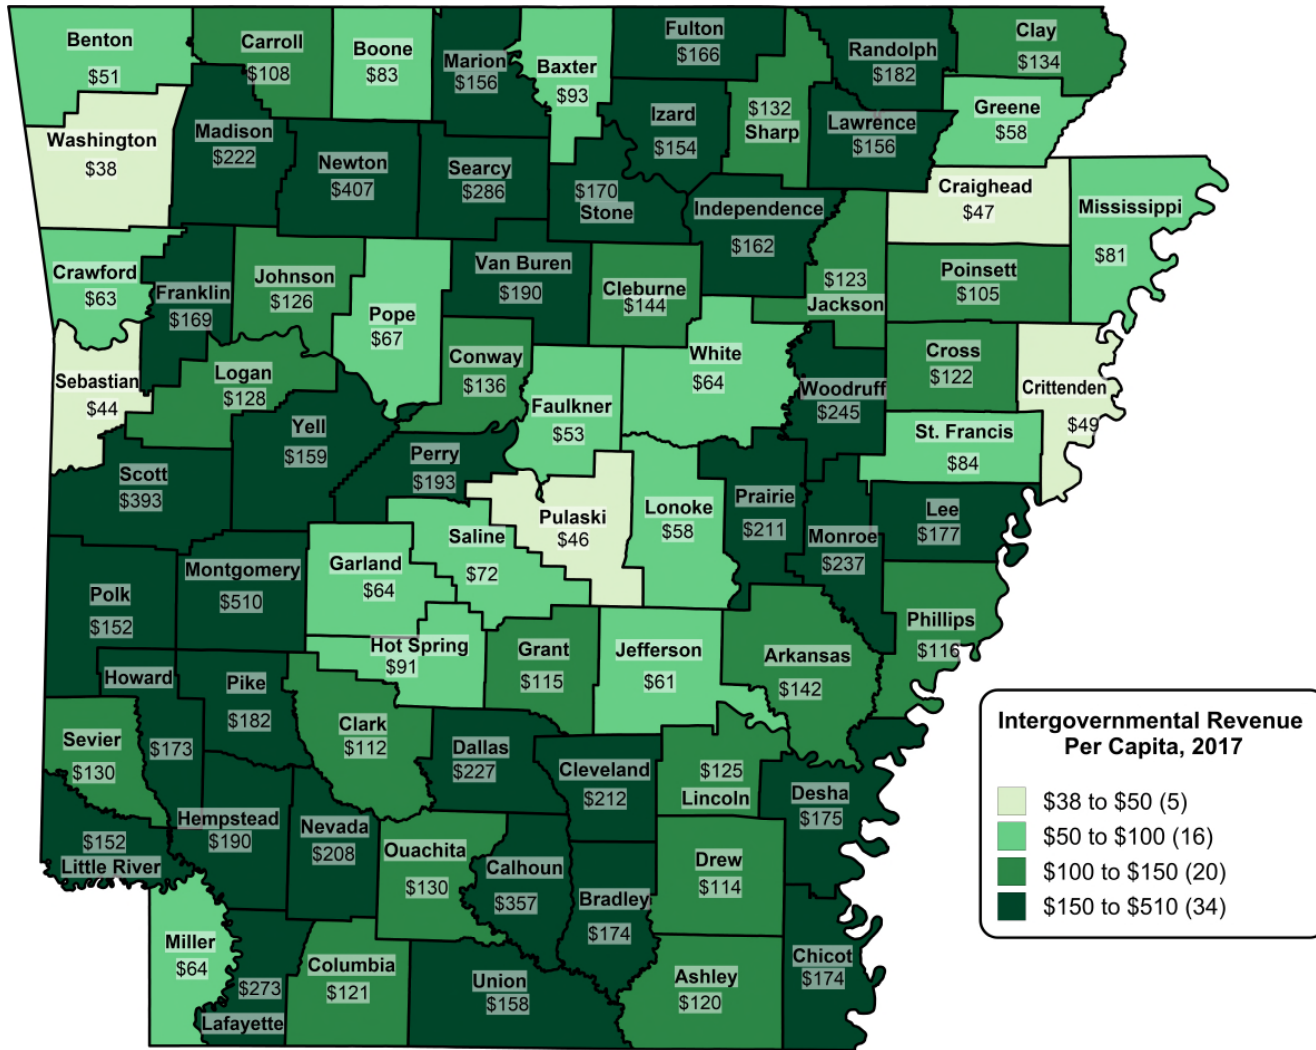 Benton
$51
Carroll
$108
Boone
$83
Marion
$156
Baxter
$93
Fulton
$166
Randolph
$182
Clay
$134
Washington
$38
Madison
$222
Newton
$407
Searcy
$286
$170
Stone
Izard
$154
$132
Sharp
Lawrence
$156
Greene
$58
Craighead
$47
Mississippi
$81
Independence
$162
Crawford
$63
Franklin
$169
Johnson
$126
Pope
$67
Van Buren
$190
Cleburne
$144
$123
Jackson
Poinsett
$105
Sebastian
$44
Logan
$128
Conway
$136
White
$64
Woodruff
$245
Cross
$122
Crittenden
$49
Faulkner
$53
Yell
$159
Perry
$193
St. Francis
$84
Scott
$393
Pulaski
$46
Lonoke
$58
Prairie
$211
Monroe
$237
Lee
$177
Saline
$72
Garland
$64
Montgomery
$510
Polk
$152
Hot Spring
$91
Grant
$115
Jefferson
$61
Arkansas
$142
Phillips
$116
Howard
$173
Pike
$182
Clark
$112
Dallas
$227
Cleveland
$212
$125
Lincoln
Desha
$175
Sevier
$130
$152
Little River
Hempstead
$190
Nevada
$208
Ouachita
$130
Calhoun
$357
Bradley
$174
Drew
$114
Miller
$64
$273
Lafayette
Columbia
$121
Union
$158
Ashley
$120
Chicot
$174
Intergovernmental Revenue
Per Capita, 2017
$38 to $50 (5)
$50 to $100 (16)
$100 to $150 (20)
$150 to $510 (34)